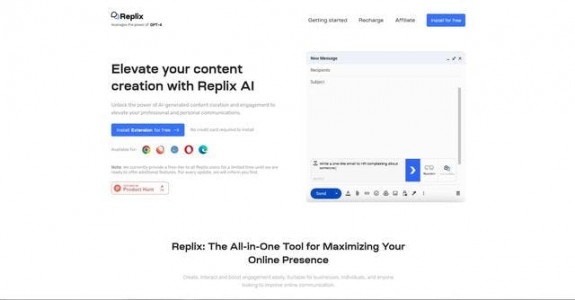 Replix
leverages the power of GPT-4
Getting started
Recharge
Affiliate
Install for free
Elevate your content
creation with Replix AI
Unlock the power of AI-generated content curation and engagement to
elevate your professional and personal communications.
Install Extension for free
No credit card required to install
Available for:
Note: We currently provide a free tier to all Replix users for a limited time until we are
ready to offer additional features. For every update, we will inform you first.
Product Hunt
New Message
Recipients
Subject
Write a one-line email to HR complaining about
someone
Send
Replix: The All-in-One Tool for Maximizing Your
Online Presence
Create, interact and boost engagement easily. Suitable for businesses, individuals, and anyone
looking to improve online communication.